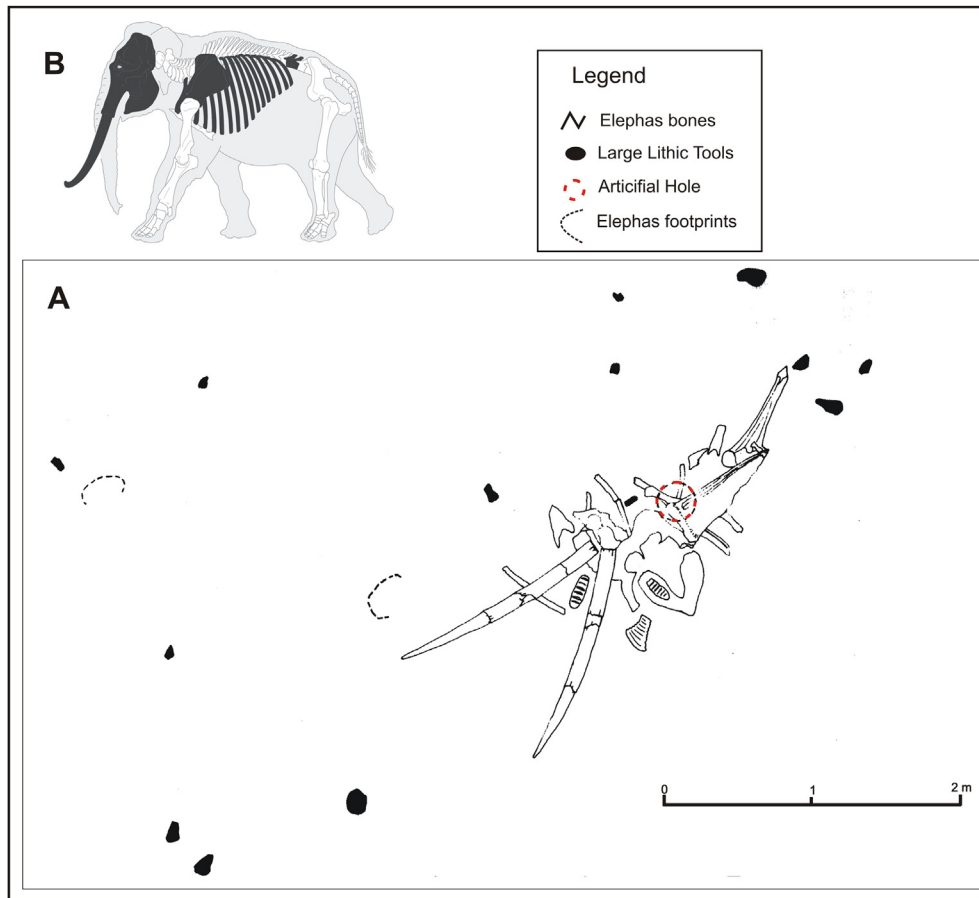 B
Legend
Elephas bones
Large Lithic Tools
Articifial Hole
Elephas footprints
A
0 1 2 m